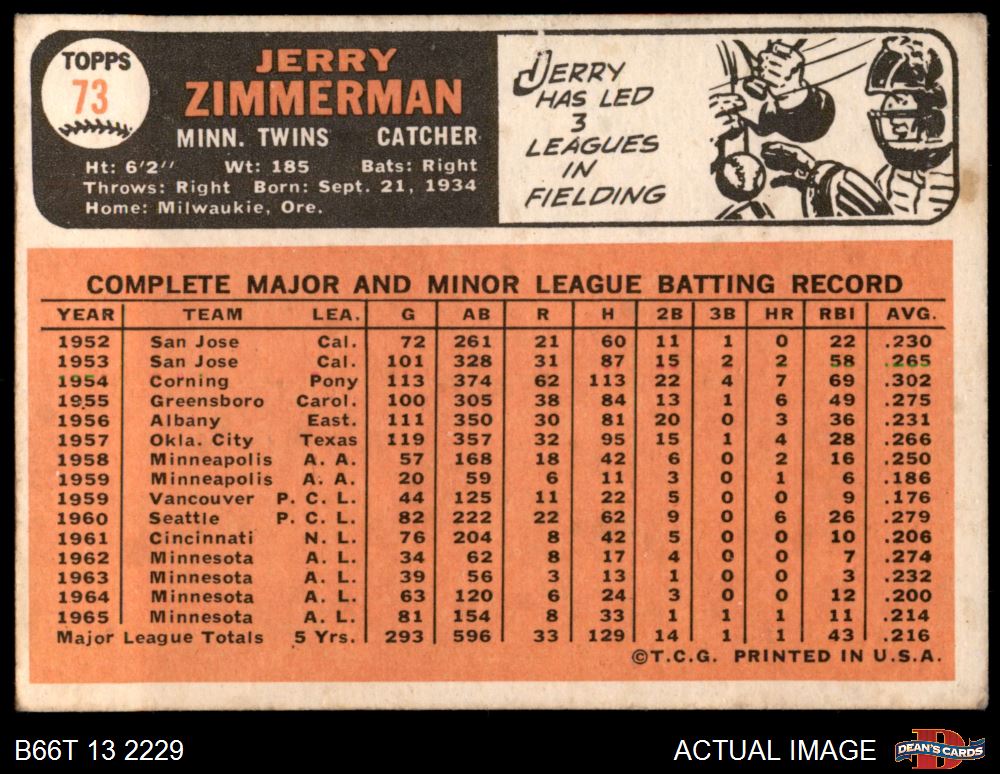 TOPPS
73
JERRY
ZIMMERMAN
MINN. TWINS CATCHER
Ht: 6'2" Wt: 185 Bats: Right
Throws: Right Born: Sept. 21, 1934
Home: Milwaukie, Ore.
JERRY
HAS LED
3
LEAGUES
IN
FIELDING
COMPLETE MAJOR AND MINOR LEAGUE BATTING RECORD
YEAR TEAM LEA. G AB R H 2B 3B HR RBI AVG.
1952 San Jose Cal. 72 261 21 60 11 1 0 22 .230
1953 San Jose Cal. 101 328 31 87 15 2 2 58 .265
1954 Corning Pony 113 374 62 113 22 4 7 69 .302
1955 Greensboro Carol. 100 305 38 84 13 1 6 49 .275
1956 Albany East. 111 350 30 81 20 0 3 36 .231
1957 Okla. City Texas 119 357 32 95 15 1 4 28 .266
1958 Minneapolis A. A. 57 168 18 42 6 0 2 16 .250
1959 Minneapolis A. A. 20 59 6 11 3 0 1 6 .186
1959 Vancouver P. C. L. 44 125 11 22 5 0 0 9 .176
1960 Seattle P. C. L. 82 222 22 62 9 0 6 26 .279
1961 Cincinnati N. L. 76 204 8 42 5 0 0 10 .206
1962 Minnesota A. L. 34 62 8 17 4 0 0 7 .274
1963 Minnesota A. L. 39 56 3 13 1 0 0 3 .232
1964 Minnesota A. L. 63 120 6 24 3 0 0 12 .200
1965 Minnesota A. L. 81 154 8 33 1 1 1 11 .214
Major League Totals 5 Yrs. 293 596 33 129 14 1 1 43 .216
©T.C.G. PRINTED IN U.S.A.
B66T 13 2229
ACTUAL IMAGE
DEAN'S CARDS